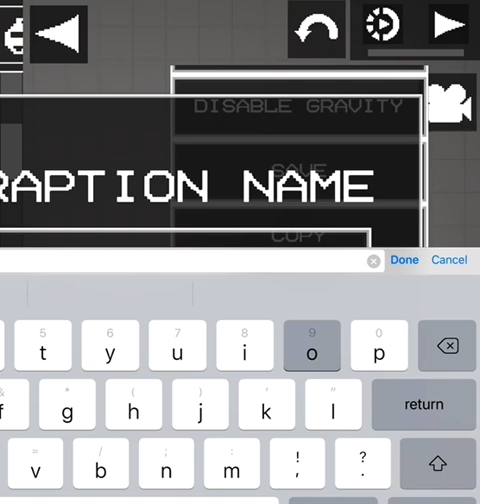 DISABLE GRAVITY
RAPTION NAME
SAVE
COPY
Done Cancel
5 6 7 8 9 0
t y u i o p
& * ( ) ' "
f g h j k l return
= / ; : ! ?
v b n m , .